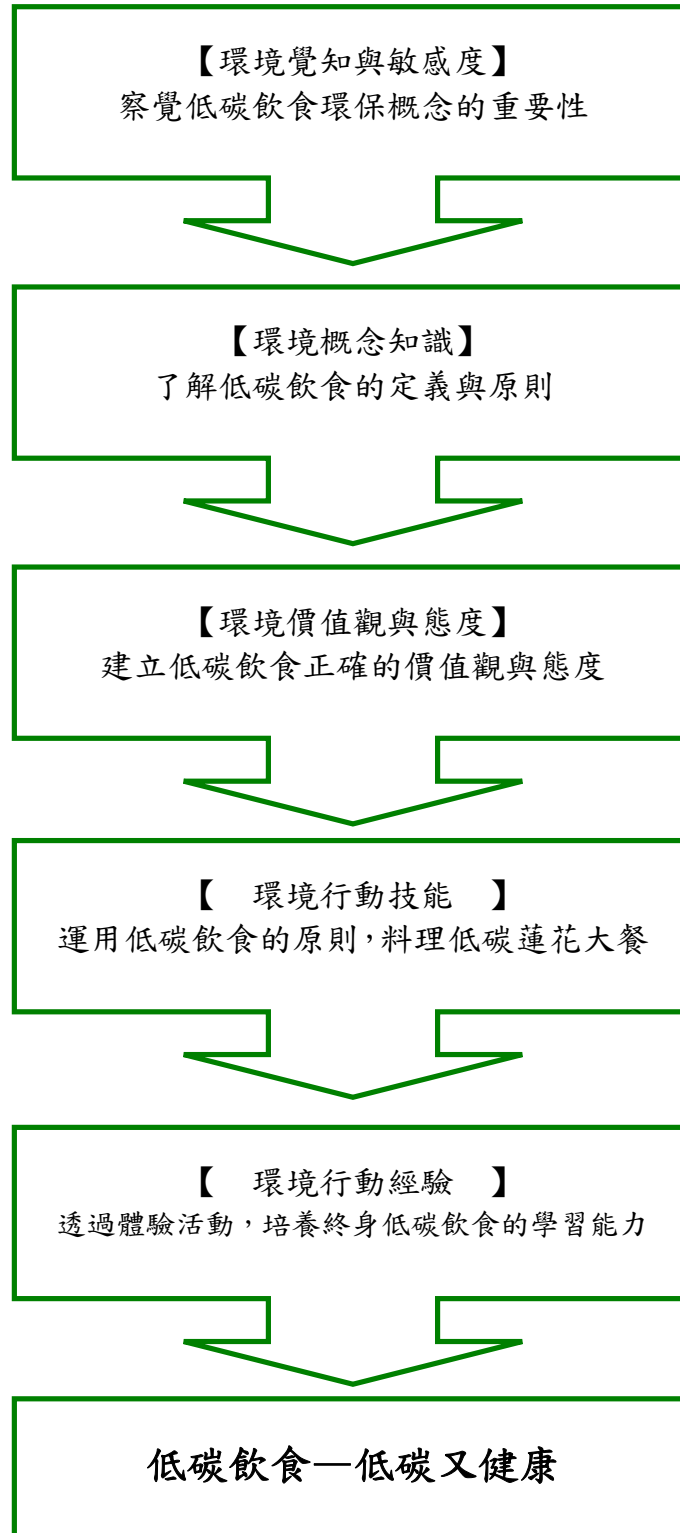 【環境覺知與敏感度】
察覺低碳飲食環保概念的重要性
【環境概念知識】
了解低碳飲食的定義與原則
【環境價值觀與態度】
建立低碳飲食正確的價值觀與態度
【　環境行動技能　】
運用低碳飲食的原則，料理低碳蓮花大餐
【　環境行動經驗　】
透過體驗活動，培養終身低碳飲食的學習能力
低碳飲食—低碳又健康